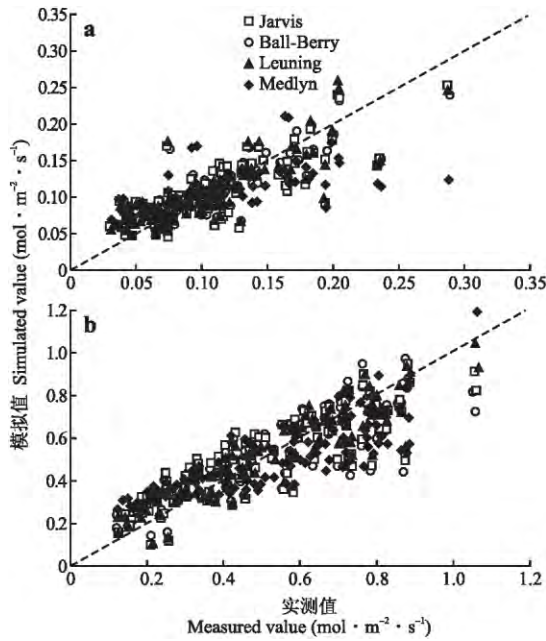 a
□ Jarvis
○ Ball-Berry
▲ Leuning
◆ Medlyn
0.35
0.30
0.25
0.20
0.15
0.10
0.05
0
0.05 0.10 0.15 0.20 0.25 0.30 0.35
模拟值 Simulated value (mol · m⁻² · s⁻¹)
b
1.2
1.0
0.8
0.6
0.4
0.2
0
0.2 0.4 0.6 0.8 1.0 1.2
实测值
Measured value (mol · m⁻² · s⁻¹)